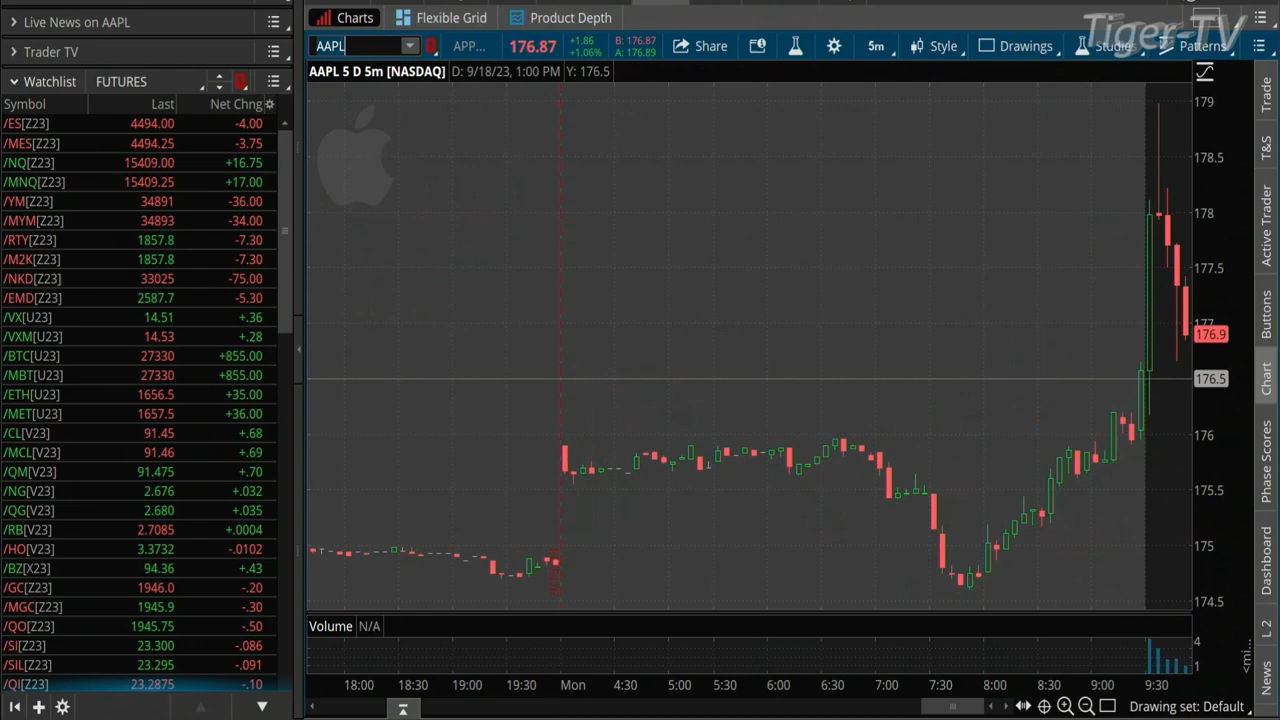 Live News on AAPL
Trader TV
Watchlist FUTURES
Symbol Last Net Chng
/ES[Z23] 4494.00 -4.00
/MES[Z23] 4494.25 -3.75
/NQ[Z23] 15409.00 +16.75
/MNQ[Z23] 15409.25 +17.00
/YM[Z23] 34891 -36.00
/MYM[Z23] 34893 -34.00
/RTY[Z23] 1857.8 -7.30
/M2K[Z23] 1857.8 -7.30
/NKD[Z23] 33025 -75.00
/EMD[Z23] 2587.7 -5.30
/VX[U23] 14.51 +.36
/VXM[U23] 14.53 +.28
/BTC[U23] 27330 +855.00
/MBT[U23] 27330 +855.00
/ETH[U23] 1656.5 +35.00
/MET[U23] 1657.5 +36.00
/CL[V23] 91.45 +.68
/MCL[V23] 91.46 +.69
/QM[V23] 91.475 +.70
/NG[V23] 2.676 +.032
/QG[V23] 2.680 +.035
/RB[V23] 2.7085 +.0004
/HO[V23] 3.3732 -.0102
/BZ[X23] 94.36 +.43
/GC[Z23] 1946.0 -.20
/MGC[Z23] 1945.9 -.30
/QO[Z23] 1945.75 -.50
/SI[Z23] 23.300 -.086
/SIL[Z23] 23.295 -.091
/QI[Z23] 23.2875 -.10
Charts Flexible Grid Product Depth
Tiger-TV
AAPL APP... 176.87 +1.86 +1.06% B: 176.87 A: 176.89 Share 5m Style Drawings Studies Patterns
AAPL 5 D 5m [NASDAQ] D: 9/18/23, 1:00 PM Y: 176.5
179
178.5
178
177.5
177
176.9
176.5
176
175.5
175
174.5
Volume N/A
4
1
<mi...
18:00 18:30 19:00 19:30 Mon 4:30 5:00 5:30 6:00 6:30 7:00 7:30 8:00 8:30 9:00 9:30
Drawing set: Default
Trade
T&S
Active Trader
Buttons
Chart
Phase Scores
Dashboard
L 2
News